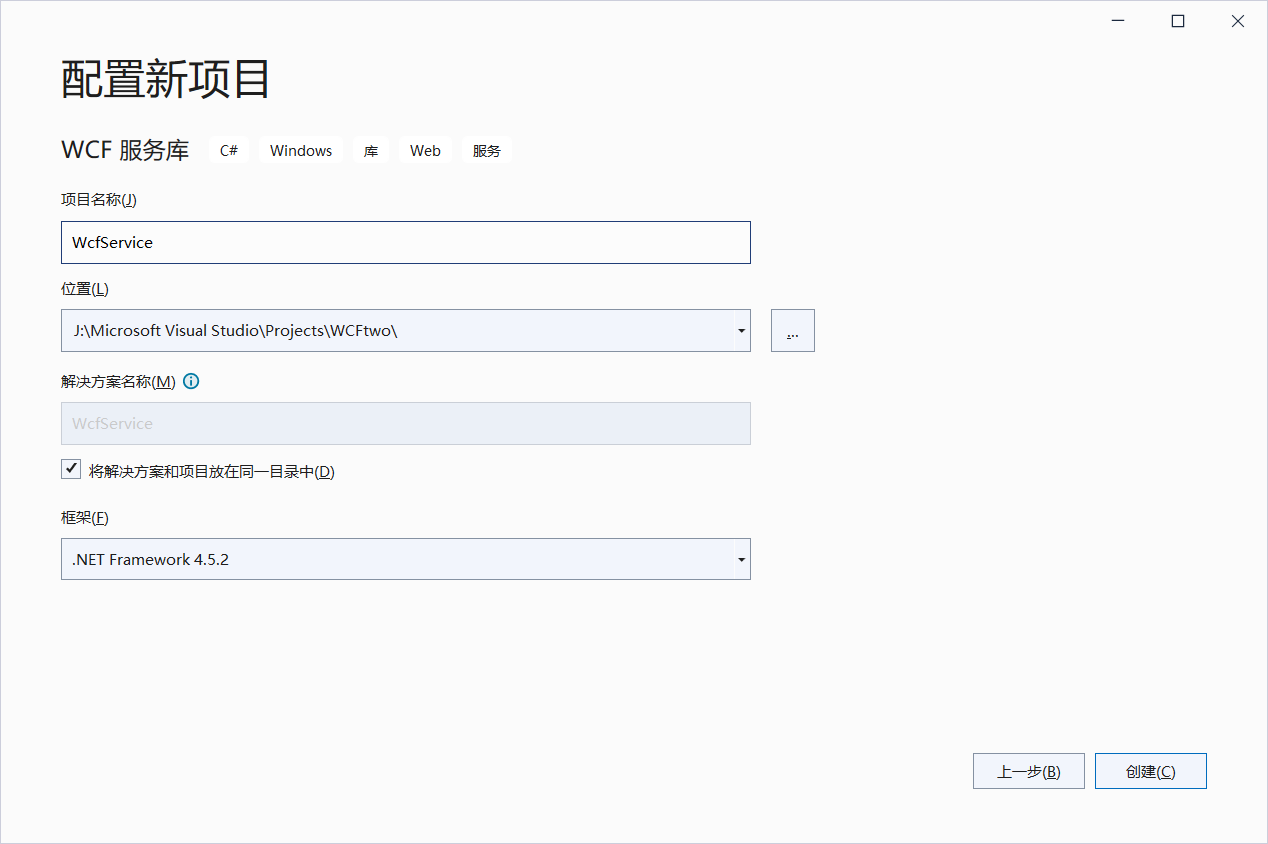 配置新项目
WCF 服务库 C# Windows 库 Web 服务
项目名称(J)
WcfService
位置(L)
J:\Microsoft Visual Studio\Projects\WCFtwo\
...
解决方案名称(M)
WcfService
将解决方案和项目放在同一目录中(D)
框架(F)
.NET Framework 4.5.2
上一步(B) 创建(C)